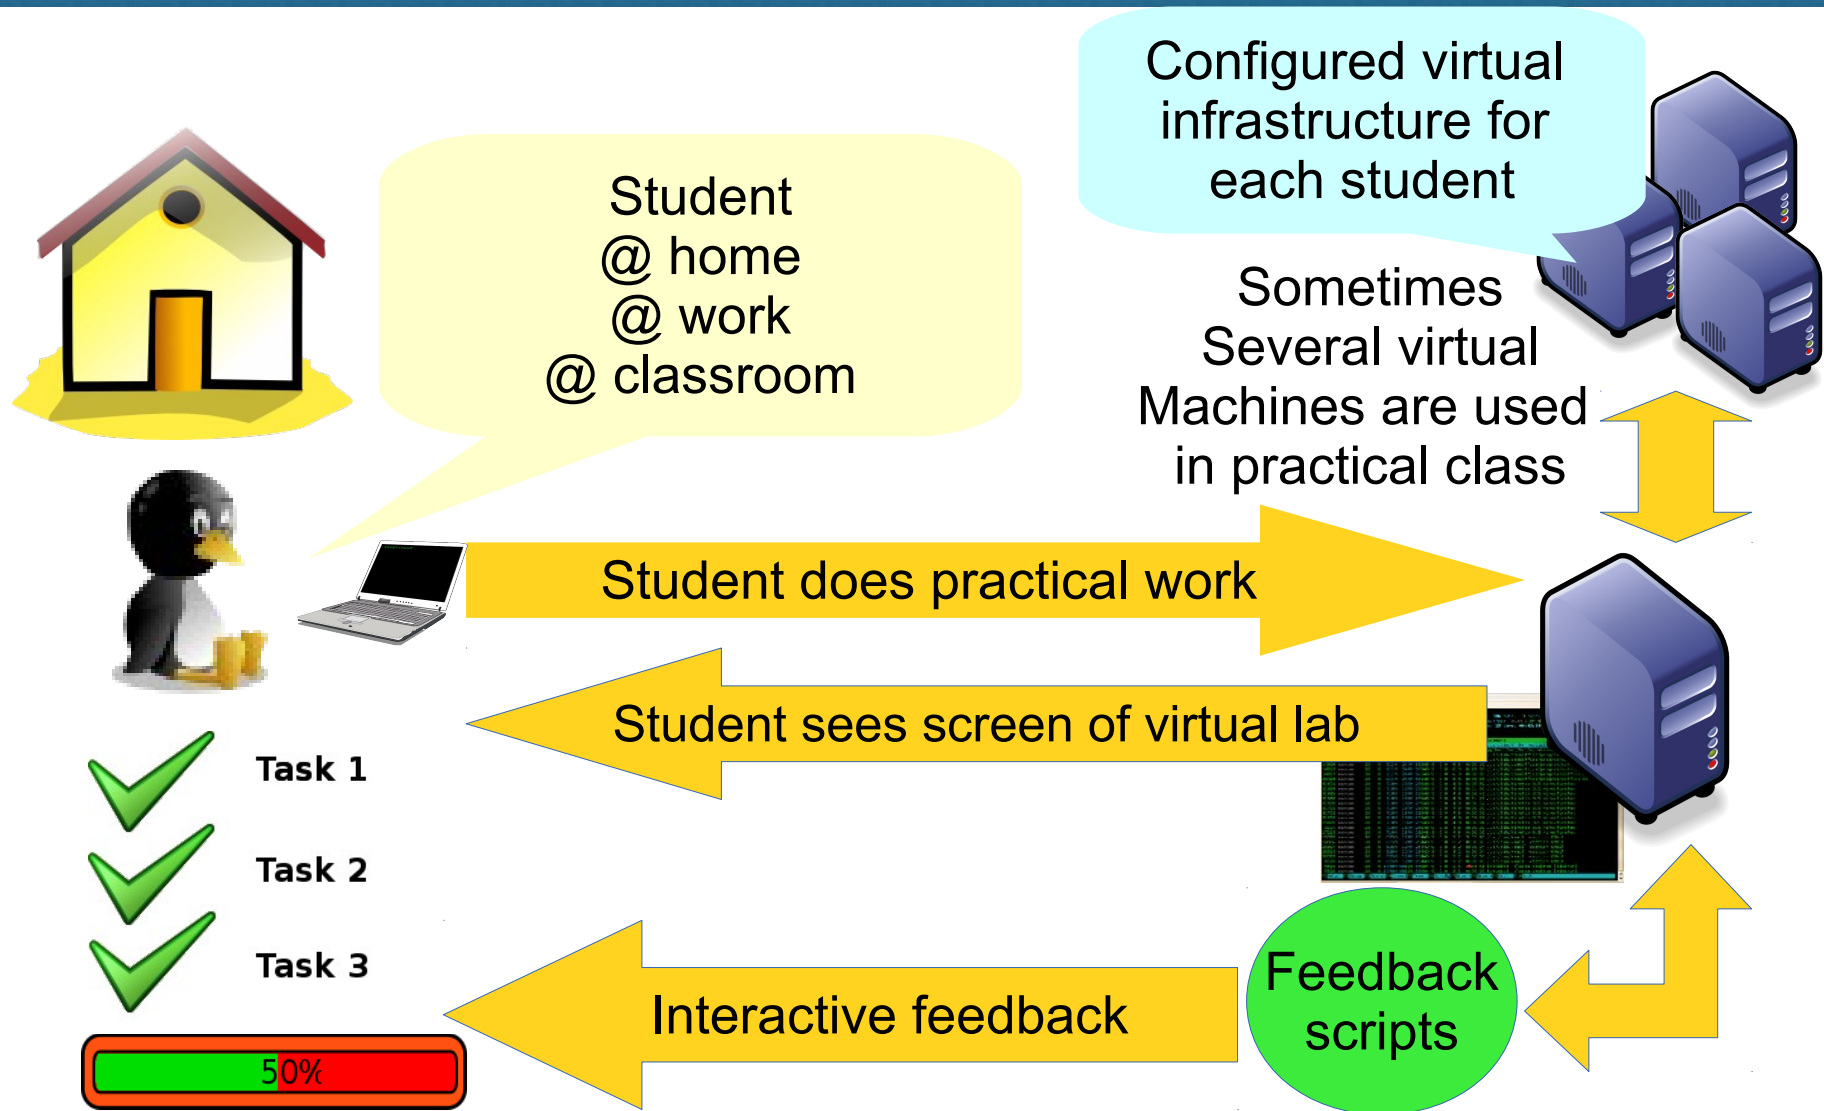 Configured virtual
infrastructure for
each student
Student
@ home
@ work
@ classroom
Sometimes
Several virtual
Machines are used
in practical class
Student does practical work
Student sees screen of virtual lab
Task 1
Task 2
Task 3
50%
Interactive feedback
Feedback
scripts